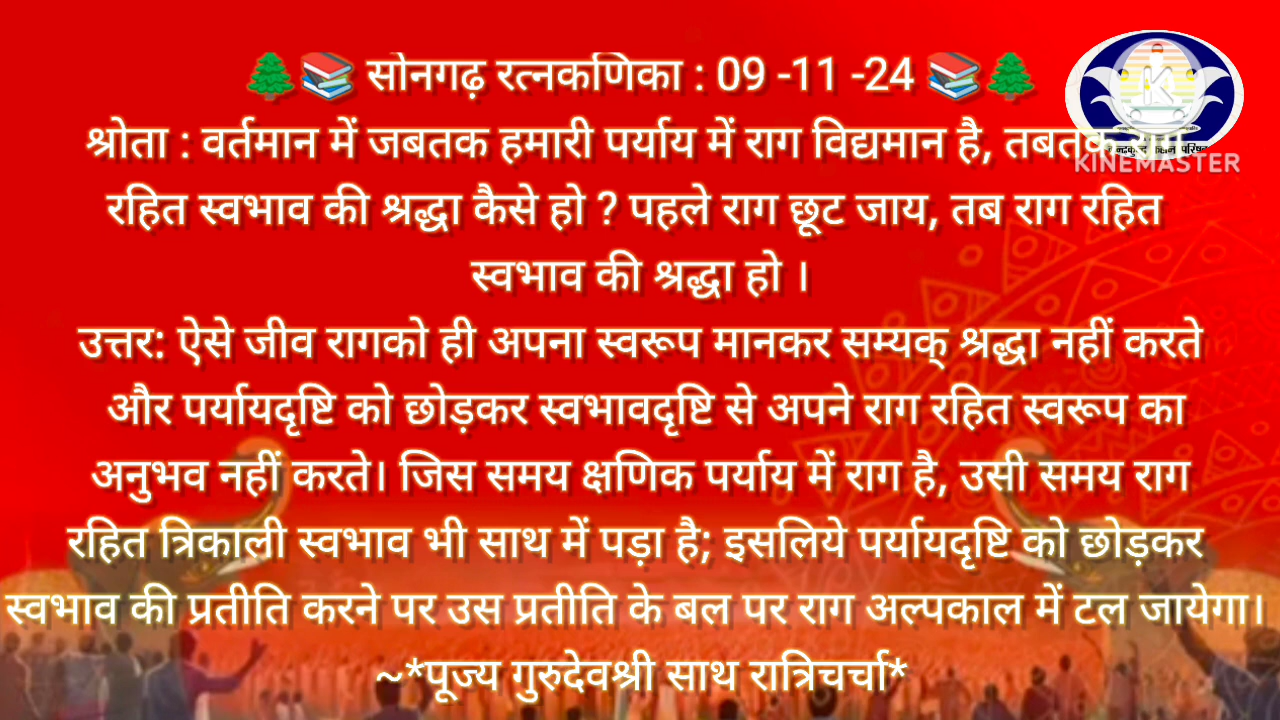 🌲📚 सोनगढ़ रत्नकणिका : 09 -11 -24 📚🌲
श्रोता : वर्तमान में जबतक हमारी पर्याय में राग विद्यमान है, तबतक राग
रहित स्वभाव की श्रद्धा कैसे हो ? पहले राग छूट जाय, तब राग रहित
स्वभाव की श्रद्धा हो ।
उत्तर: ऐसे जीव रागको ही अपना स्वरूप मानकर सम्यक् श्रद्धा नहीं करते
और पर्यायदृष्टि को छोड़कर स्वभावदृष्टि से अपने राग रहित स्वरूप का
अनुभव नहीं करते। जिस समय क्षणिक पर्याय में राग है, उसी समय राग
रहित त्रिकाली स्वभाव भी साथ में पड़ा है; इसलिये पर्यायदृष्टि को छोड़कर
स्वभाव की प्रतीति करने पर उस प्रतीति के बल पर राग अल्पकाल में टल जायेगा।
~*पूज्य गुरुदेवश्री साथ रात्रिचर्चा*
KINEMASTER